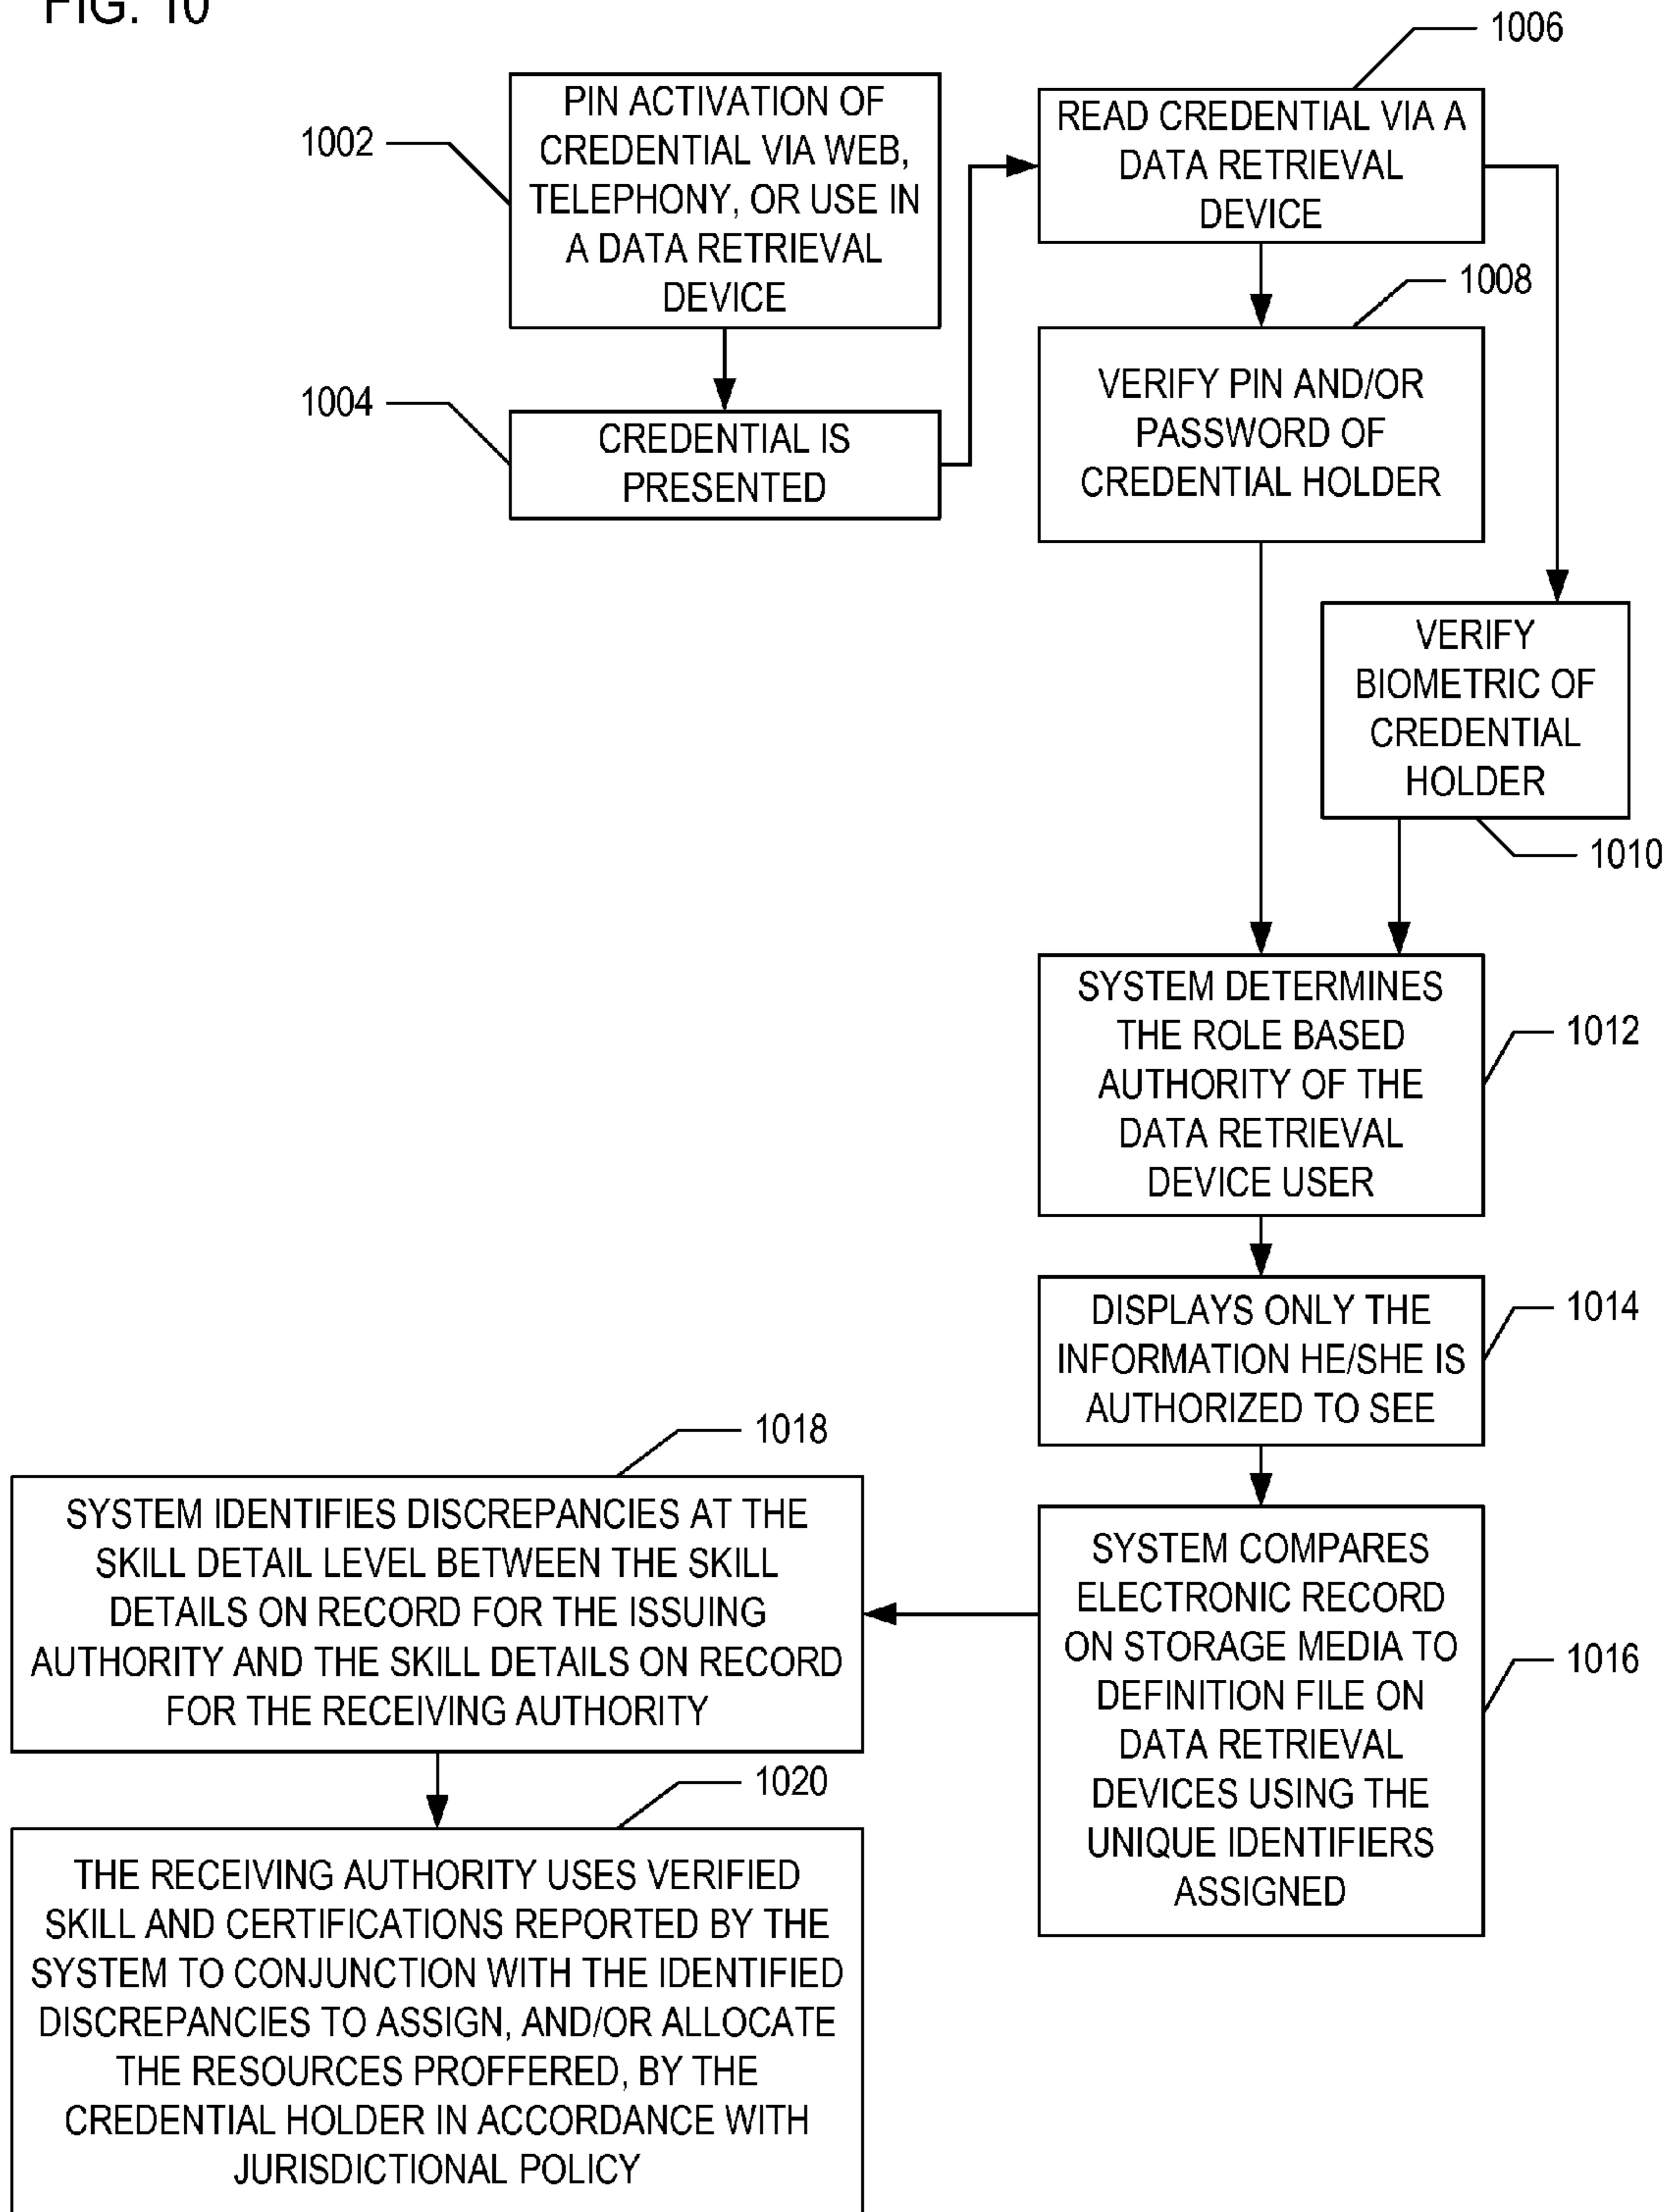 FIG. 10
1002
PIN ACTIVATION OF
CREDENTIAL VIA WEB,
TELEPHONY, OR USE IN
A DATA RETRIEVAL
DEVICE
1004
CREDENTIAL IS
PRESENTED
1006
READ CREDENTIAL VIA A
DATA RETRIEVAL
DEVICE
1008
VERIFY PIN AND/OR
PASSWORD OF
CREDENTIAL HOLDER
VERIFY
BIOMETRIC OF
CREDENTIAL
HOLDER
1010
SYSTEM DETERMINES
THE ROLE BASED
AUTHORITY OF THE
DATA RETRIEVAL
DEVICE USER
1012
DISPLAYS ONLY THE
INFORMATION HE/SHE IS
AUTHORIZED TO SEE
1014
SYSTEM COMPARES
ELECTRONIC RECORD
ON STORAGE MEDIA TO
DEFINITION FILE ON
DATA RETRIEVAL
DEVICES USING THE
UNIQUE IDENTIFIERS
ASSIGNED
1016
1018
SYSTEM IDENTIFIES DISCREPANCIES AT THE
SKILL DETAIL LEVEL BETWEEN THE SKILL
DETAILS ON RECORD FOR THE ISSUING
AUTHORITY AND THE SKILL DETAILS ON RECORD
FOR THE RECEIVING AUTHORITY
1020
THE RECEIVING AUTHORITY USES VERIFIED
SKILL AND CERTIFICATIONS REPORTED BY THE
SYSTEM TO CONJUNCTION WITH THE IDENTIFIED
DISCREPANCIES TO ASSIGN, AND/OR ALLOCATE
THE RESOURCES PROFFERED, BY THE
CREDENTIAL HOLDER IN ACCORDANCE WITH
JURISDICTIONAL POLICY